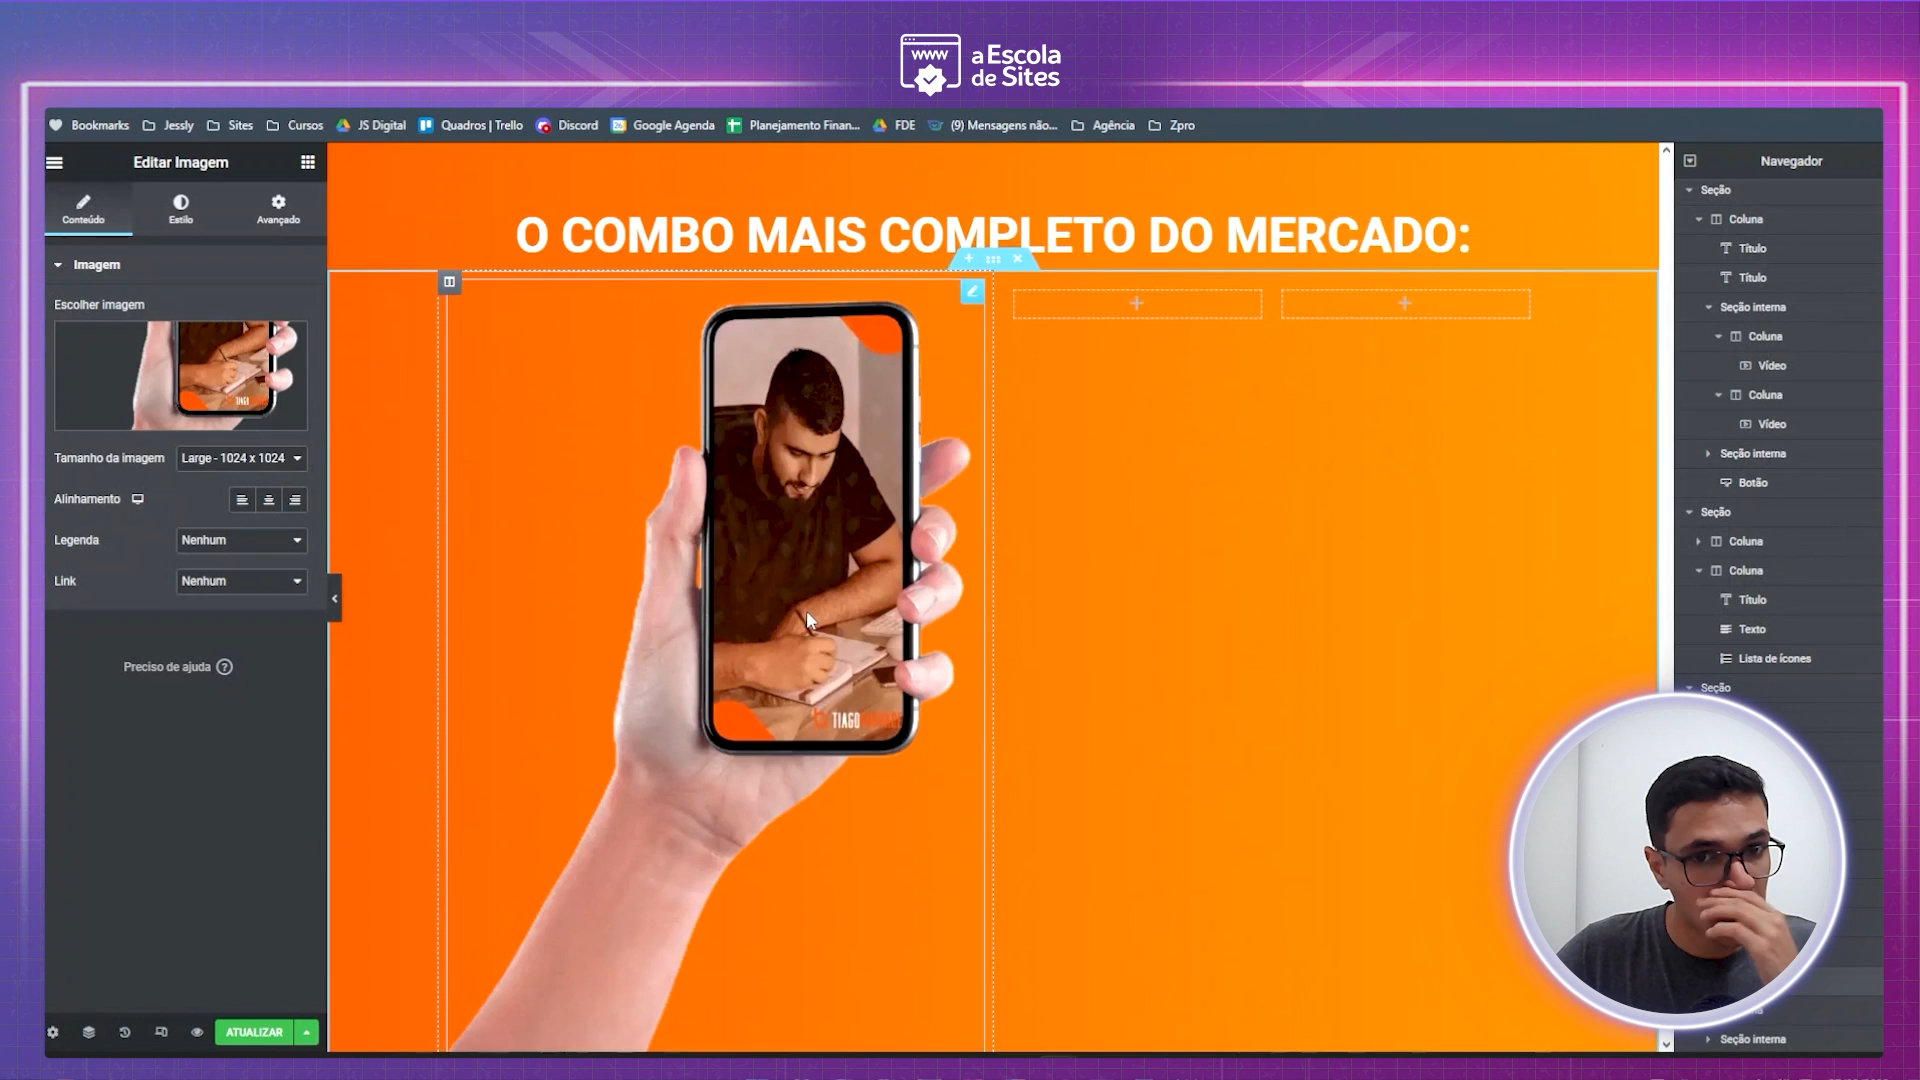 www
a Escola
de Sites
Bookmarks
Jessly
Sites
Cursos
JS Digital
Quadros | Trello
Discord
Google Agenda
Planejamento Finan...
FDE
(9) Mensagens não...
Agência
Zpro
Editar Imagem
Conteúdo
Estilo
Avançado
Imagem
Escolher imagem
TIAGO
Tamanho da imagem
Large - 1024 x 1024
Alinhamento
Legenda
Nenhum
Link
Nenhum
Preciso de ajuda
ATUALIZAR
O COMBO MAIS COMPLETO DO MERCADO:
TIAGO
Navegador
Seção
Coluna
Título
Título
Seção interna
Coluna
Vídeo
Coluna
Vídeo
Seção interna
Botão
Seção
Coluna
Coluna
Título
Texto
Lista de ícones
Seção
Seção interna